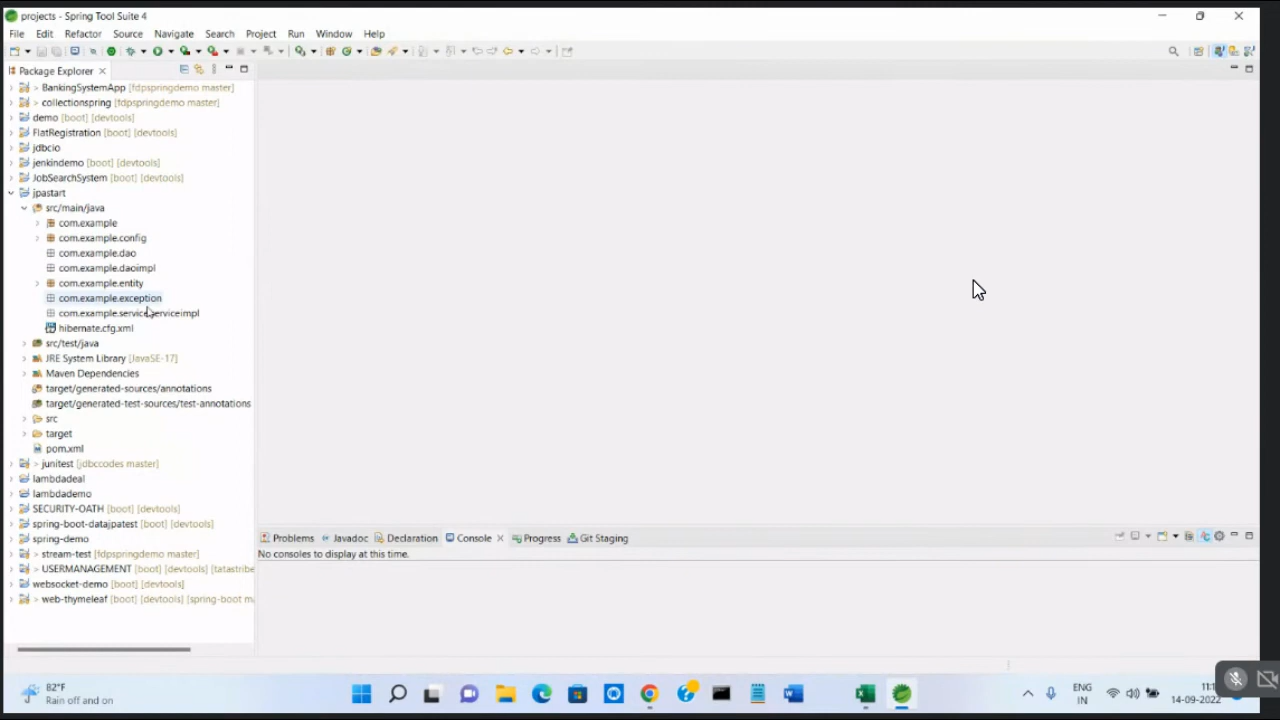 projects - Spring Tool Suite 4
File Edit Refactor Source Navigate Search Project Run Window Help
Package Explorer
> BankingSystemApp [fdpspringdemo master]
> collectionspring [fdpspringdemo master]
demo [boot] [devtools]
FlatRegistration [boot] [devtools]
jdbcio
jenkindemo [boot] [devtools]
JobSearchSystem [boot] [devtools]
jpastart
src/main/java
com.example
com.example.config
com.example.dao
com.example.daoimpl
com.example.entity
com.example.exception
com.example.service.serviceimpl
hibernate.cfg.xml
src/test/java
JRE System Library [JavaSE-17]
Maven Dependencies
target/generated-sources/annotations
target/generated-test-sources/test-annotations
src
target
pom.xml
> junitest [jdbccodes master]
lambdadeal
lambdademo
SECURITY-OATH [boot] [devtools]
spring-boot-datajpatest [boot] [devtools]
spring-demo
> stream-test [fdpspringdemo master]
> USERMANAGEMENT [boot] [devtools] [tatastribe
websocket-demo [boot] [devtools]
> web-thymeleaf [boot] [devtools] [spring-boot
Problems Javadoc Declaration Console Progress Git Staging
No consoles to display at this time.
82°F
Rain off and on
ENG
IN
14-09-2022